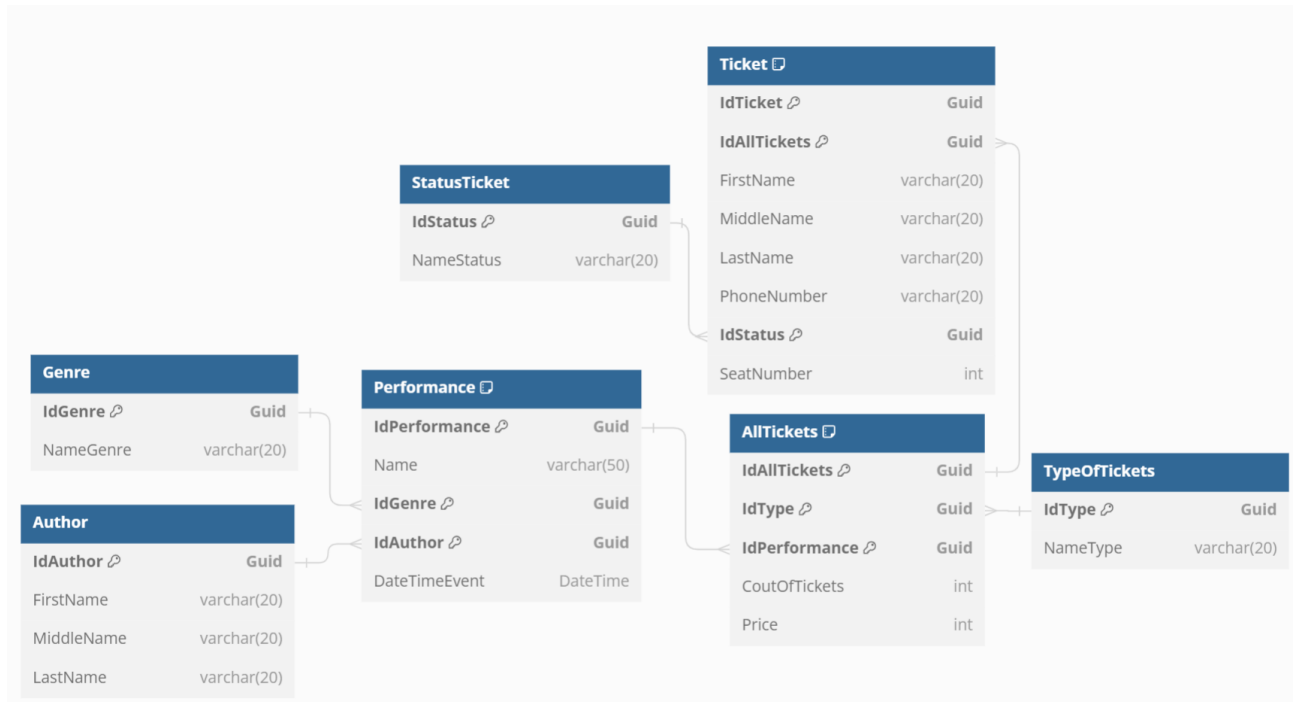 Ticket
IdTicket Guid
IdAllTickets Guid
FirstName varchar(20)
MiddleName varchar(20)
LastName varchar(20)
PhoneNumber varchar(20)
IdStatus Guid
SeatNumber int
StatusTicket
IdStatus Guid
NameStatus varchar(20)
Genre
IdGenre Guid
NameGenre varchar(20)
Performance
IdPerformance Guid
Name varchar(50)
IdGenre Guid
IdAuthor Guid
DateTimeEvent DateTime
AllTickets
IdAllTickets Guid
IdType Guid
IdPerformance Guid
CoutOfTickets int
Price int
TypeOfTickets
IdType Guid
NameType varchar(20)
Author
IdAuthor Guid
FirstName varchar(20)
MiddleName varchar(20)
LastName varchar(20)